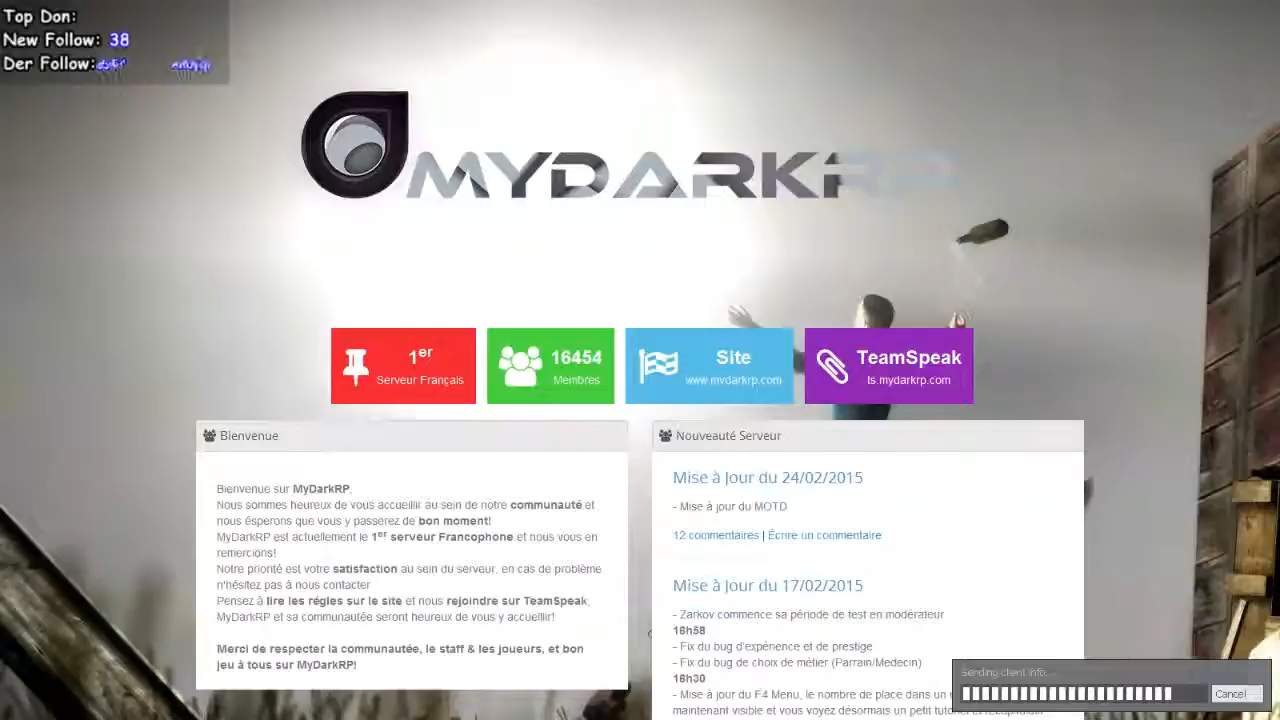 Top Don:
New Follow: 38
Der Follow:
MYDARKRP
1er
Serveur Français
16454
Membres
Site
www.mydarkrp.com
TeamSpeak
ts.mydarkrp.com
Bienvenue
Bienvenue sur MyDarkRP,
Nous sommes heureux de vous accueillir au sein de notre communauté et
nous ésperons que vous y passerez de bon moment!
MyDarkRP est actuellement le 1er serveur Francophone et nous vous en
remercions!
Notre priorité est votre satisfaction au sein du serveur, en cas de problème
n'hésitez pas à nous contacter
Pensez à lire les régles sur le site et nous rejoindre sur TeamSpeak,
MyDarkRP et sa communautée seront heureux de vous y accueillir!
Merci de respecter la communautée, le staff & les joueurs, et bon
jeu à tous sur MyDarkRP!
Nouveauté Serveur
Mise à Jour du 24/02/2015
- Mise à jour du MOTD
12 commentaires | Écrire un commentaire
Mise à Jour du 17/02/2015
- Zarkov commence sa période de test en modérateur
16h58
- Fix du bug d'expérience et de prestige
- Fix du bug de choix de métier (Parrain/Medecin)
16h30
- Mise à jour du F4 Menu, le nombre de place dans un
maintenant visible et vous voyez désormais un petit
Sending client info...
Cancel